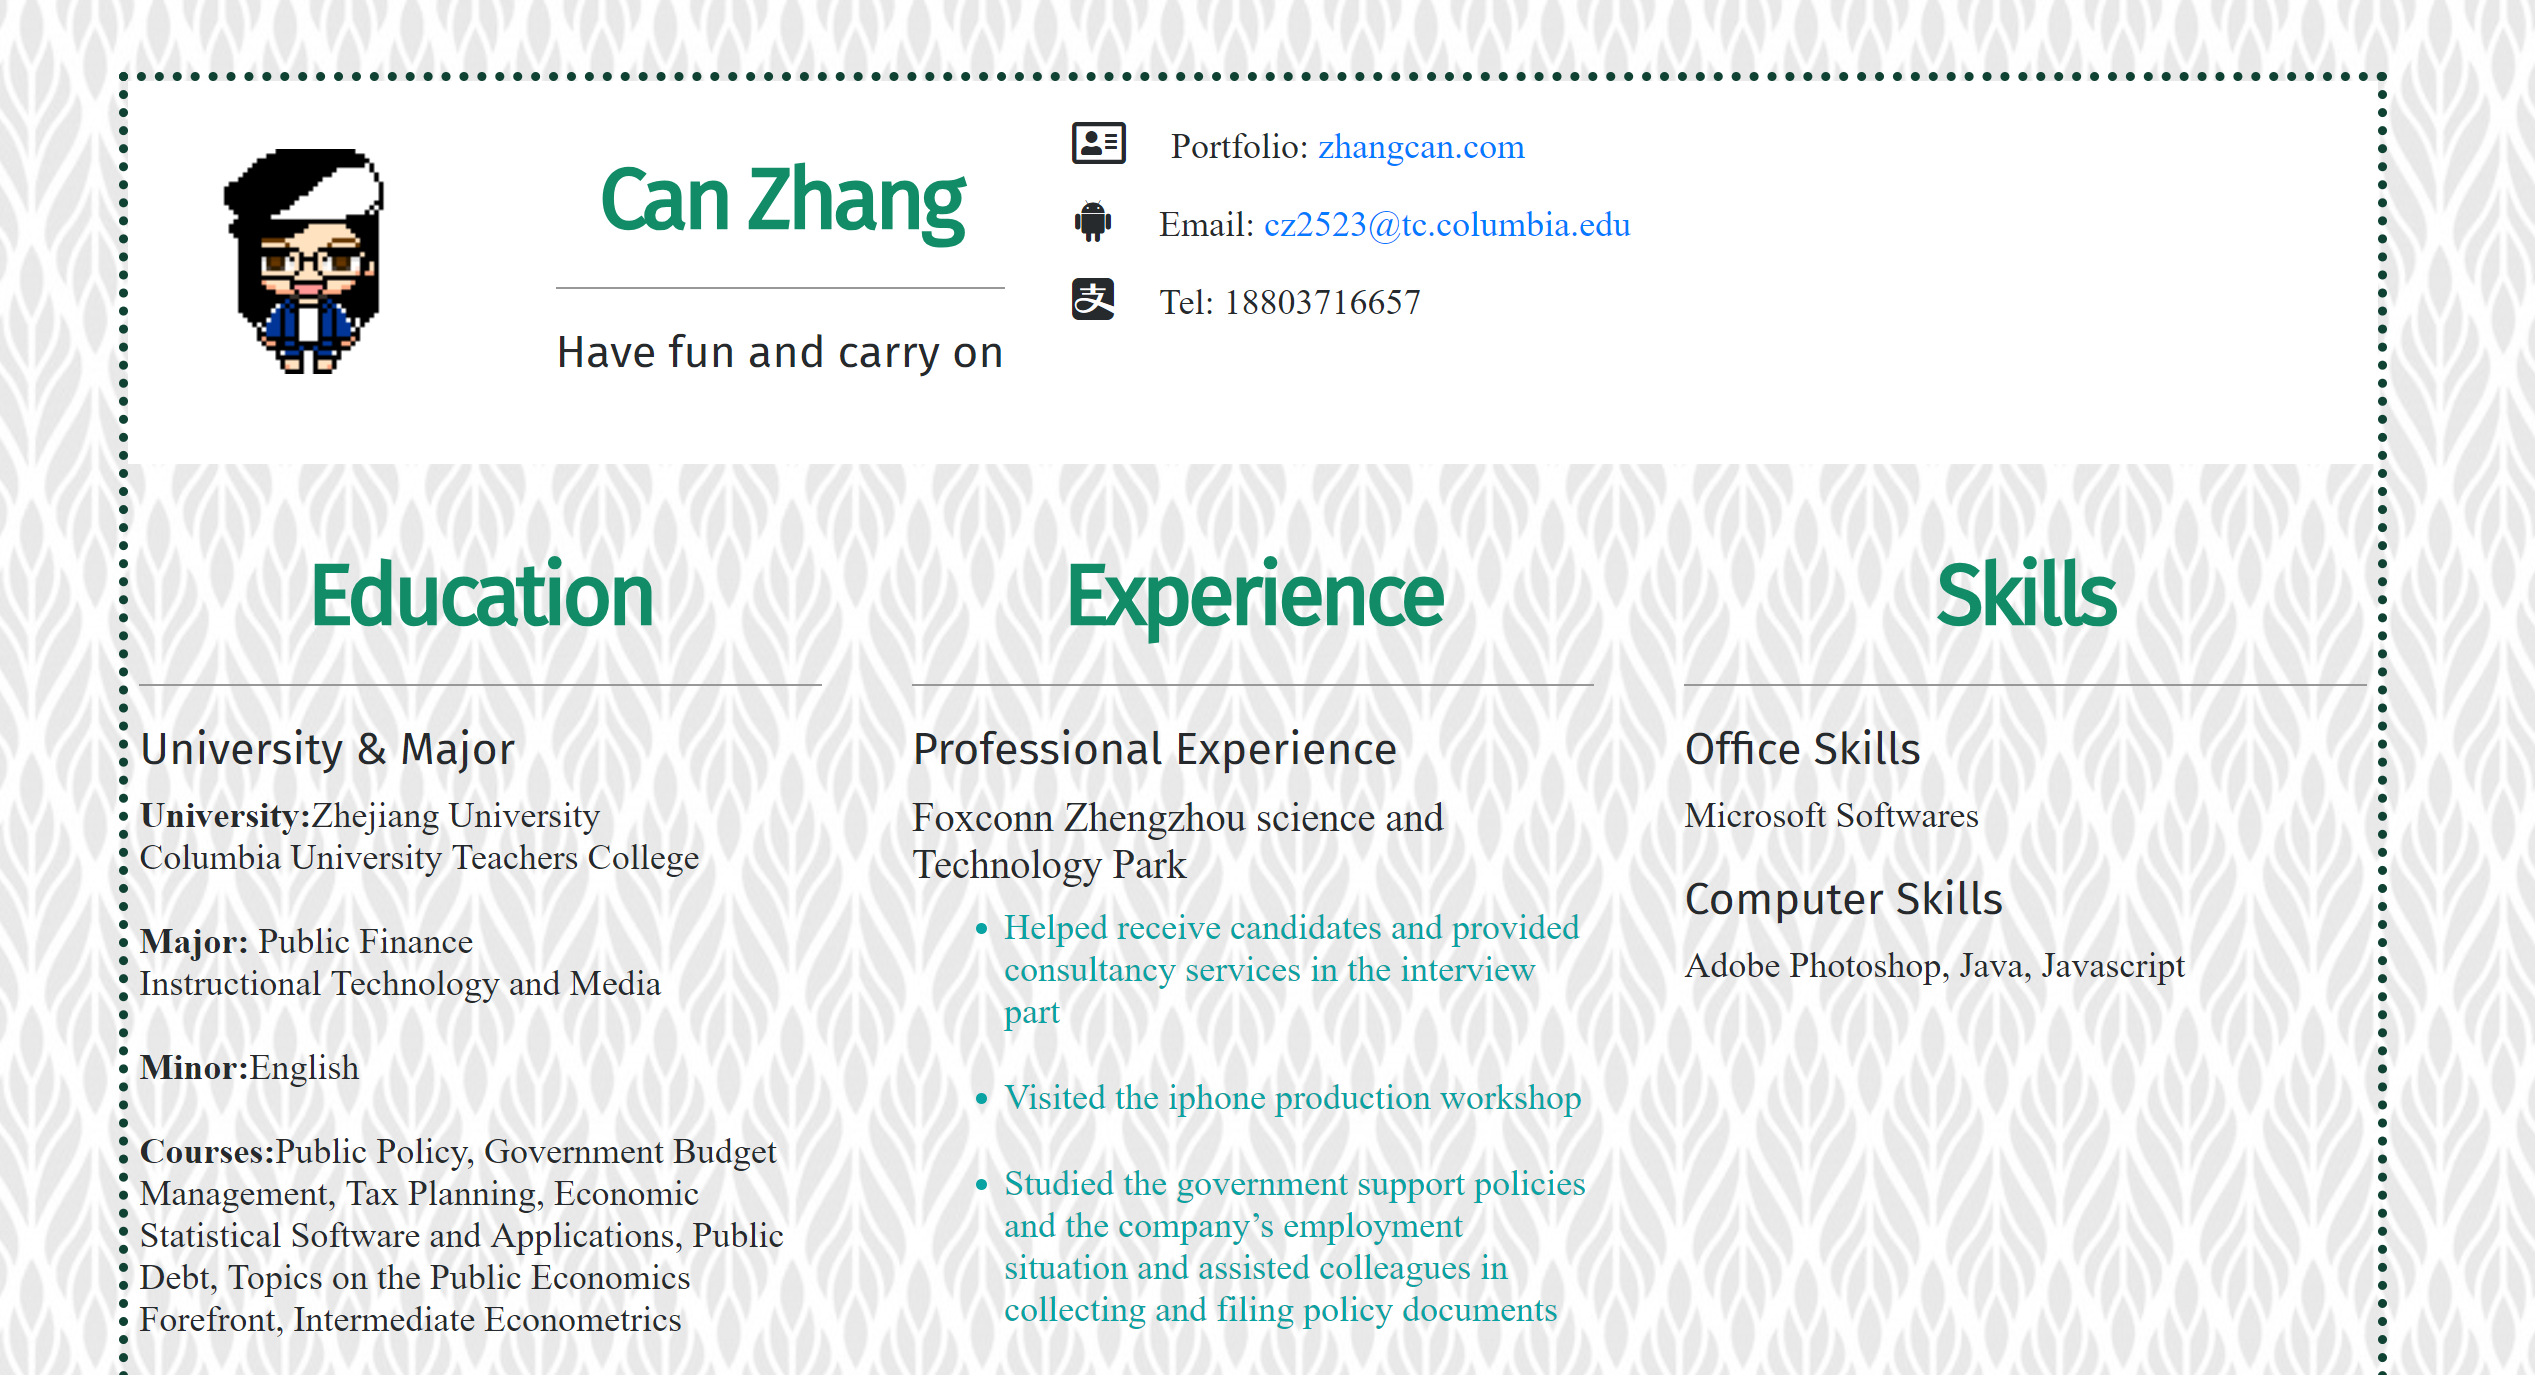 Can Zhang
Have fun and carry on
Portfolio: zhangcan.com
Email: cz2523@tc.columbia.edu
支
Tel: 18803716657
Education
University & Major
University:Zhejiang University
Columbia University Teachers College
Major: Public Finance
Instructional Technology and Media
Minor:English
Courses:Public Policy, Government Budget
Management, Tax Planning, Economic
Statistical Software and Applications, Public
Debt, Topics on the Public Economics
Forefront, Intermediate Econometrics
Experience
Professional Experience
Foxconn Zhengzhou science and
Technology Park
Helped receive candidates and provided
consultancy services in the interview
part
Visited the iphone production workshop
Studied the government support policies
and the company’s employment
situation and assisted colleagues in
collecting and filing policy documents
Skills
Office Skills
Microsoft Softwares
Computer Skills
Adobe Photoshop, Java, Javascript